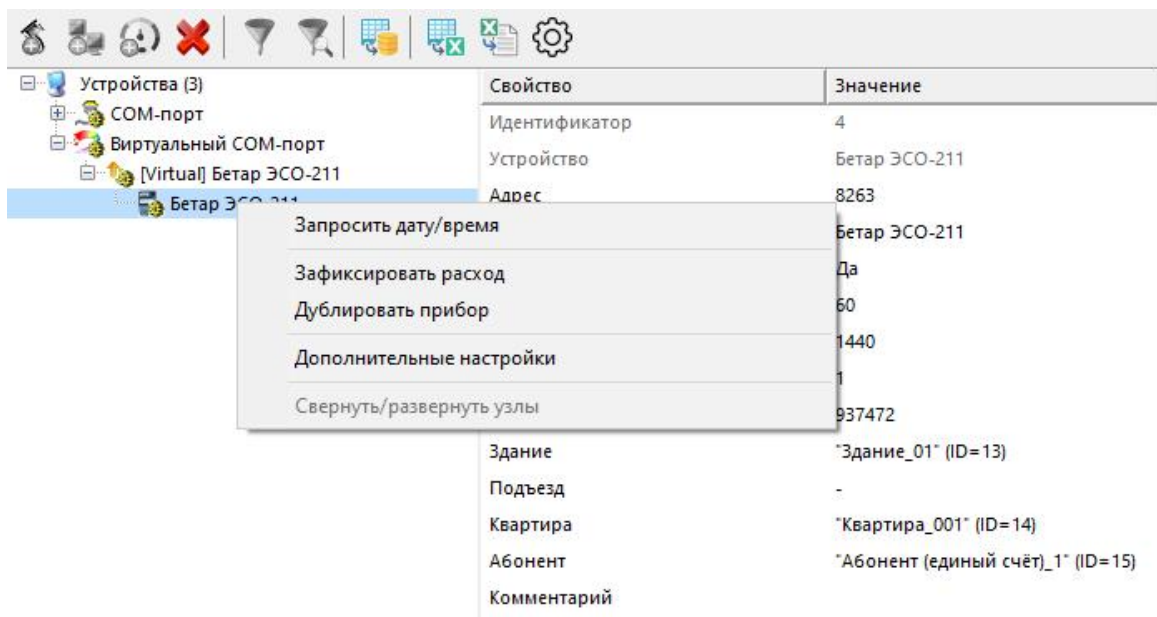 Устройства (3)
Свойство Значение
COM-порт
Идентификатор 4
Виртуальный COM-порт
Устройство Бетар ЭСО-211
[Virtual] Бетар ЭСО-211
Адрес 8263
Бетар ЭСО-211
Запросить дату/время
Бетар ЭСО-211
Зафиксировать расход
Да
Дублировать прибор
60
Дополнительные настройки
1440
1
Свернуть/развернуть узлы
937472
Здание "Здание_01" (ID=13)
Подъезд -
Квартира "Квартира_001" (ID=14)
Абонент "Абонент (единый счёт)_1" (ID=15)
Комментарий